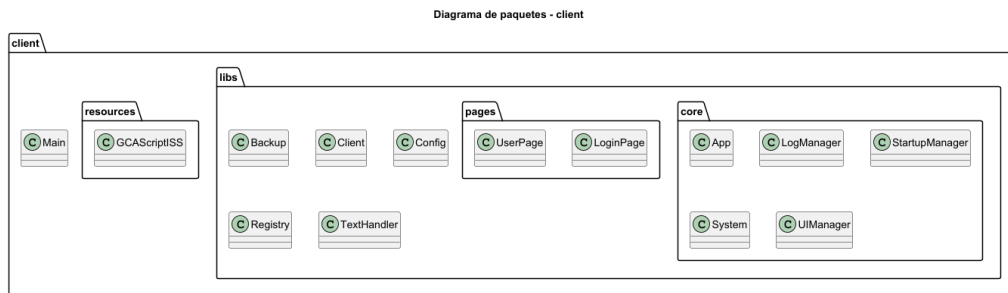 Diagrama de paquetes - client
client
libs
resources
pages
core
C Main
C GCAScriptISS
C Backup
C Client
C Config
C UserPage
C LoginPage
C App
C LogManager
C StartupManager
C Registry
C TextHandler
C System
C UIManager